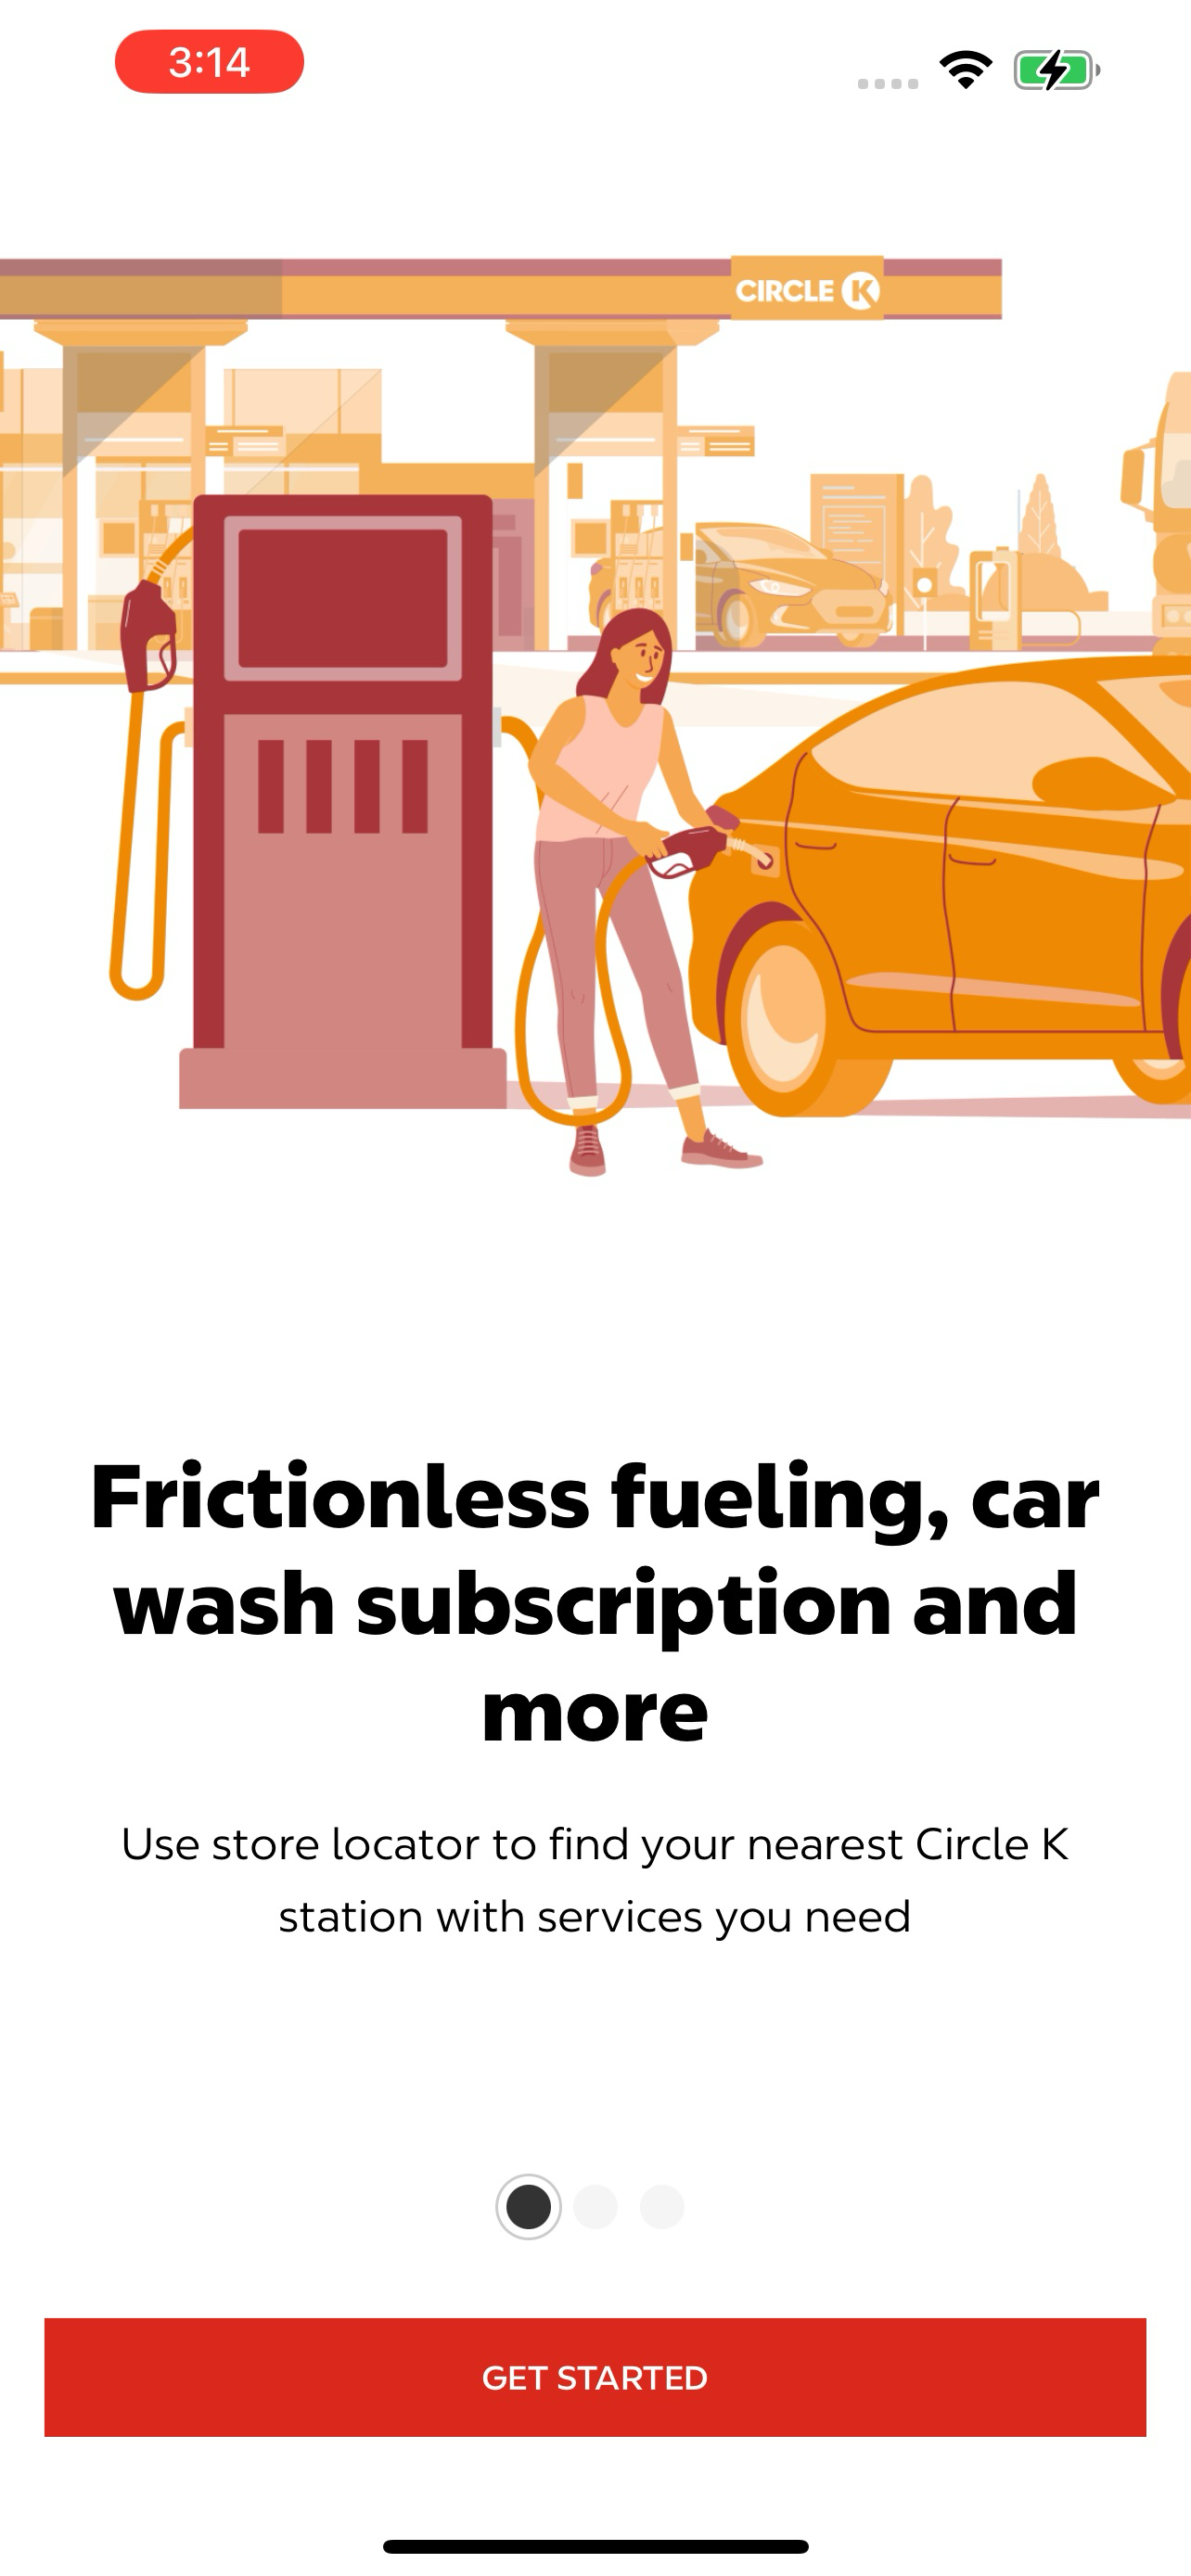 3:14
CIRCLE K
Frictionless fueling, car
wash subscription and
more
Use store locator to find your nearest Circle K
station with services you need
GET STARTED